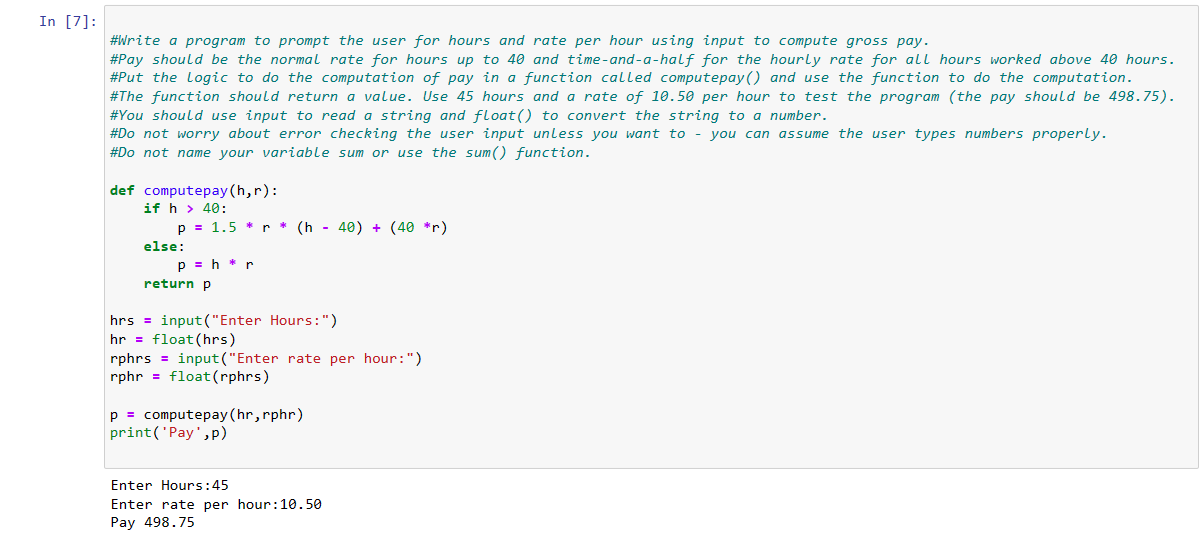 In [7]:
#Write a program to prompt the user for hours and rate per hour using input to compute gross pay.
#Pay should be the normal rate for hours up to 40 and time-and-a-half for the hourly rate for all hours worked above 40 hours.
#Put the logic to do the computation of pay in a function called computepay() and use the function to do the computation.
#The function should return a value. Use 45 hours and a rate of 10.50 per hour to test the program (the pay should be 498.75).
#You should use input to read a string and float() to convert the string to a number.
#Do not worry about error checking the user input unless you want to - you can assume the user types numbers properly.
#Do not name your variable sum or use the sum() function.

def computepay(h,r):
    if h > 40:
        p = 1.5 * r * (h - 40) + (40 *r)
    else:
        p = h * r
    return p

hrs = input("Enter Hours:")
hr = float(hrs)
rphrs = input("Enter rate per hour:")
rphr = float(rphrs)

p = computepay(hr,rphr)
print('Pay',p)

Enter Hours:45
Enter rate per hour:10.50
Pay 498.75